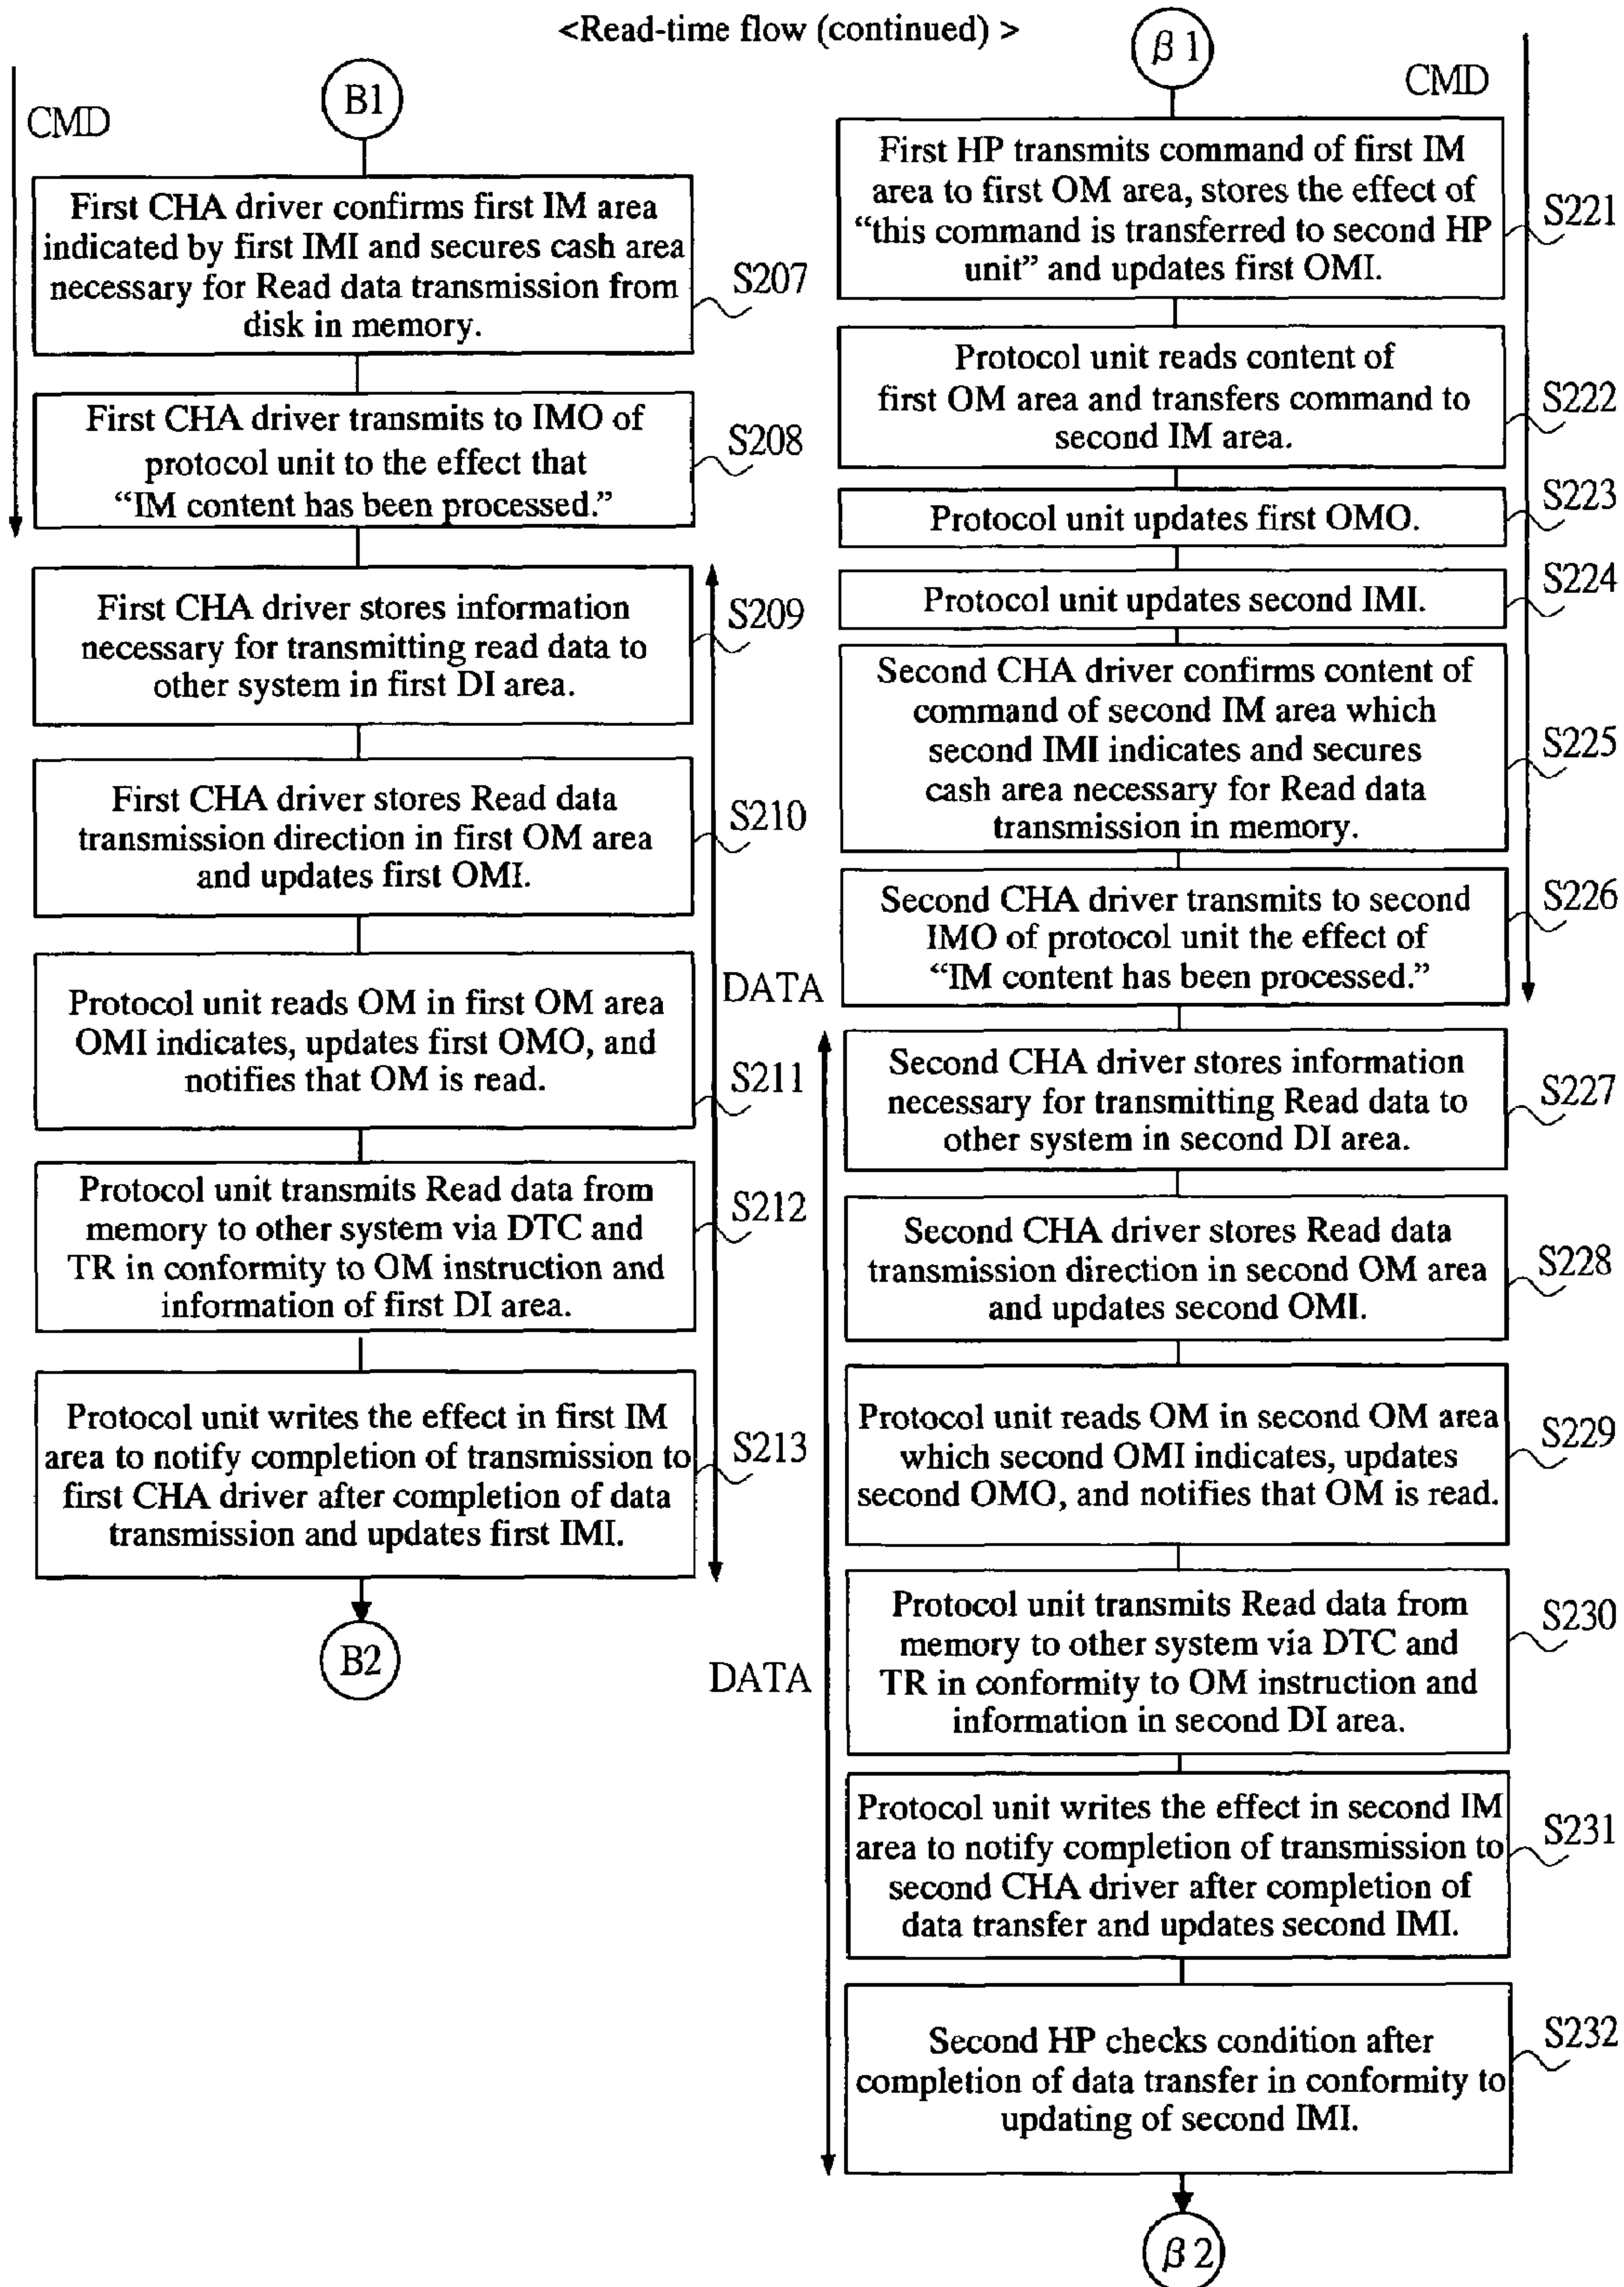 <Read-time flow (continued) >
CMD
B1
First CHA driver confirms first IM area
indicated by first IMI and secures cash area
necessary for Read data transmission from
disk in memory.
S207
First CHA driver transmits to IMO of
protocol unit to the effect that
“IM content has been processed.”
S208
First CHA driver stores information
necessary for transmitting read data to
other system in first DI area.
S209
First CHA driver stores Read data
transmission direction in first OM area
and updates first OMI.
S210
DATA
Protocol unit reads OM in first OM area
OMI indicates, updates first OMO, and
notifies that OM is read.
S211
Protocol unit transmits Read data from
memory to other system via DTC and
TR in conformity to OM instruction and
information of first DI area.
S212
Protocol unit writes the effect in first IM
area to notify completion of transmission to
first CHA driver after completion of data
transmission and updates first IMI.
S213
B2
β 1
CMD
First HP transmits command of first IM
area to first OM area, stores the effect of
“this command is transferred to second HP
unit” and updates first OMI.
S221
Protocol unit reads content of
first OM area and transfers command to
second IM area.
S222
Protocol unit updates first OMO.
S223
Protocol unit updates second IMI.
S224
Second CHA driver confirms content of
command of second IM area which
second IMI indicates and secures
cash area necessary for Read data
transmission in memory.
S225
Second CHA driver transmits to second
IMO of protocol unit the effect of
“IM content has been processed.”
S226
Second CHA driver stores information
necessary for transmitting Read data to
other system in second DI area.
S227
Second CHA driver stores Read data
transmission direction in second OM area
and updates second OMI.
S228
Protocol unit reads OM in second OM area
which second OMI indicates, updates
second OMO, and notifies that OM is read.
S229
DATA
Protocol unit transmits Read data from
memory to other system via DTC and
TR in conformity to OM instruction and
information in second DI area.
S230
Protocol unit writes the effect in second IM
area to notify completion of transmission to
second CHA driver after completion of
data transfer and updates second IMI.
S231
Second HP checks condition after
completion of data transfer in conformity to
updating of second IMI.
S232
β 2